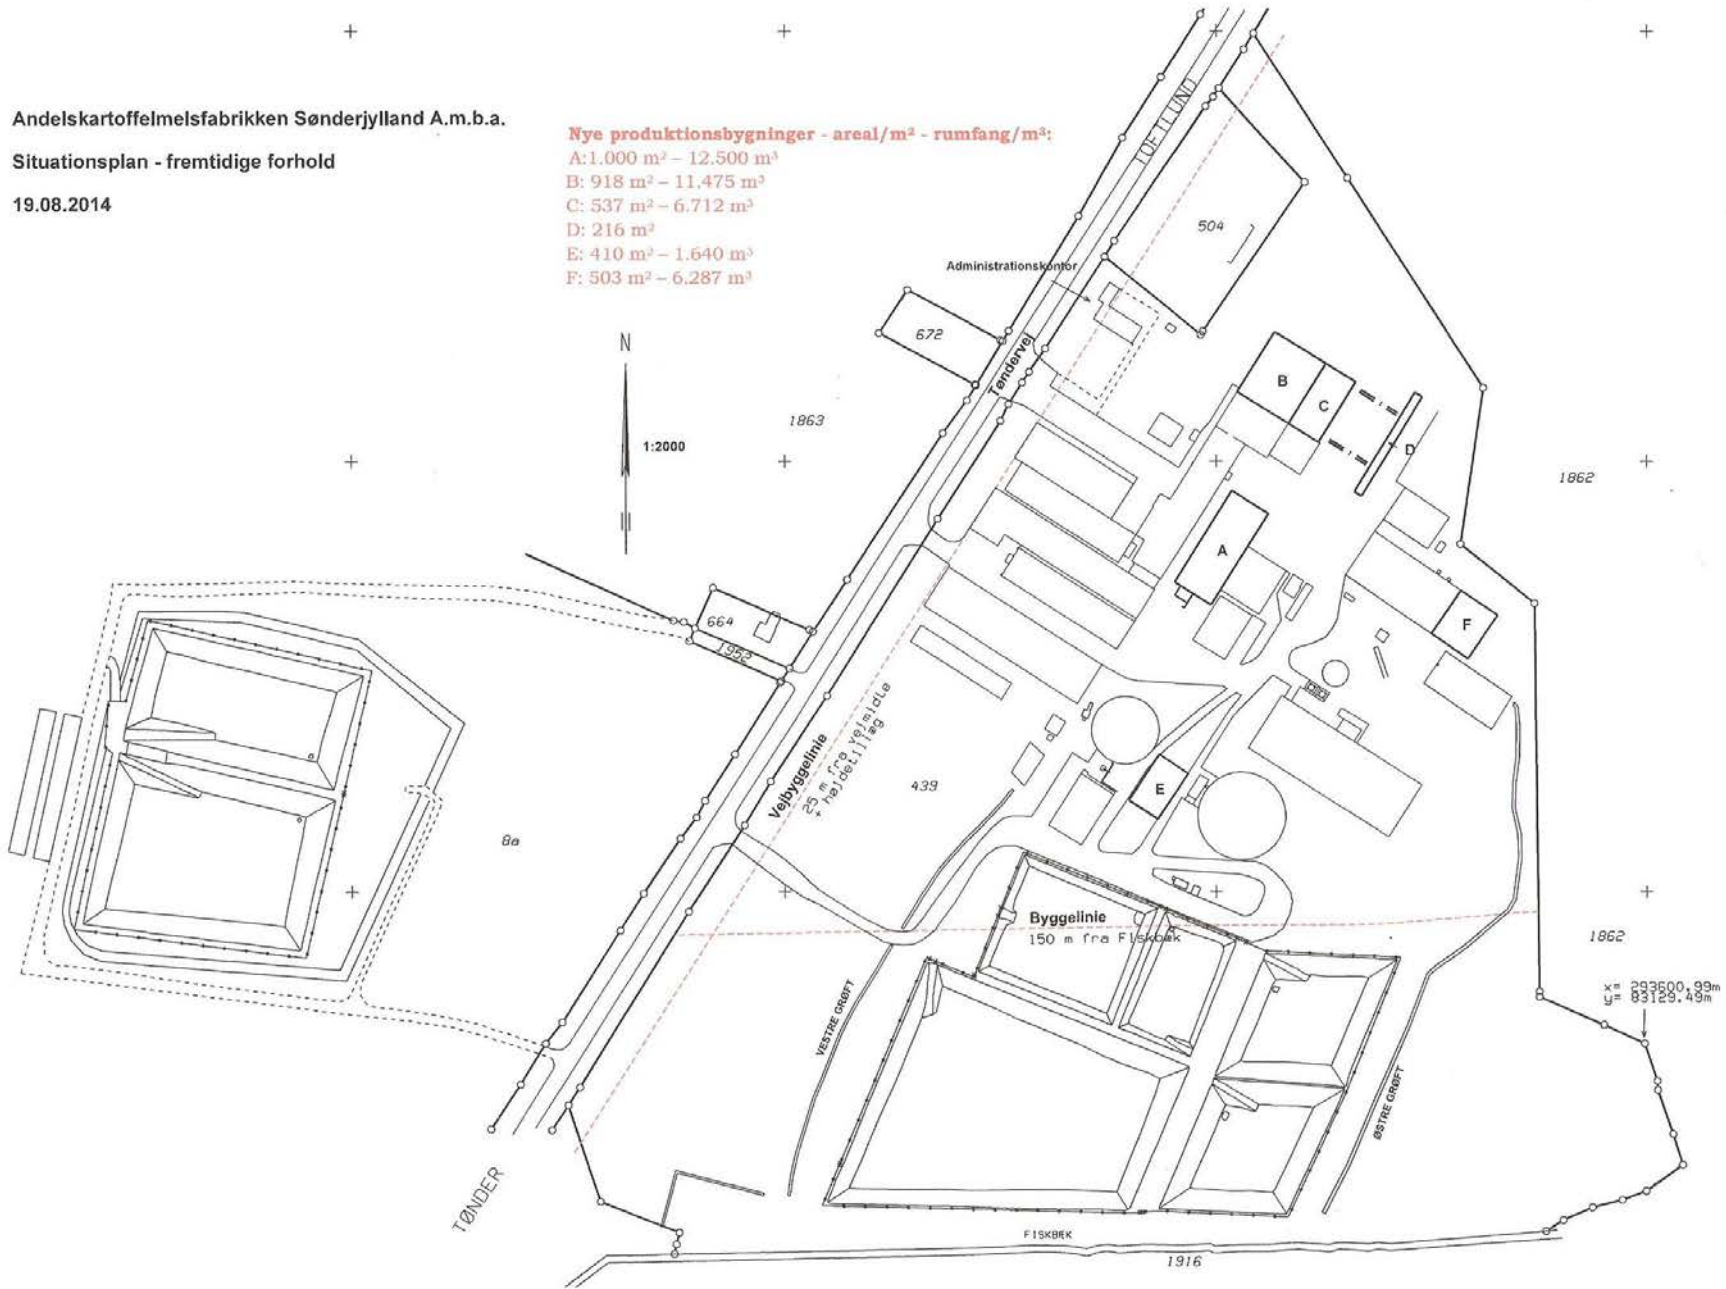 Andelskartoffelmelsfabrikken Sønderjylland A.m.b.a.
Situationsplan - fremtidige forhold
19.08.2014
Nye produktionsbygninger - areal/m² - rumfang/m³:
A:1.000 m² – 12.500 m³
B: 918 m² – 11.475 m³
C: 537 m² – 6.712 m³
D: 216 m²
E: 410 m² – 1.640 m³
F: 503 m² – 6.287 m³
TOFTLUND
504
Administrationskontor
672
N
Tøndervej
B
C
1863
1:2000
D
1862
A
664
F
1952
Vejbyggelinie
25 m fra vejmidle
+ højdetillæg
439
E
8a
Byggelinie
150 m fra Fiskbæk
1862
x= 293600.99m
y= 83129.49m
VESTRE GRØFT
ØSTRE GRØFT
TØNDER
FISKBÆK
1916